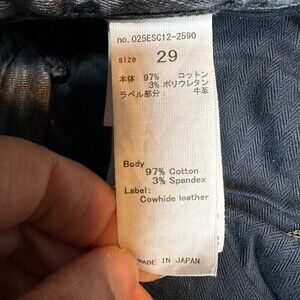 no. 025ESC12-2590
size 29
本体 97% コットン
3% ポリウレタン
ラベル部分: 牛革
Body
97% Cotton
3% Spandex
Label:
Cowhide leather
MADE IN JAPAN